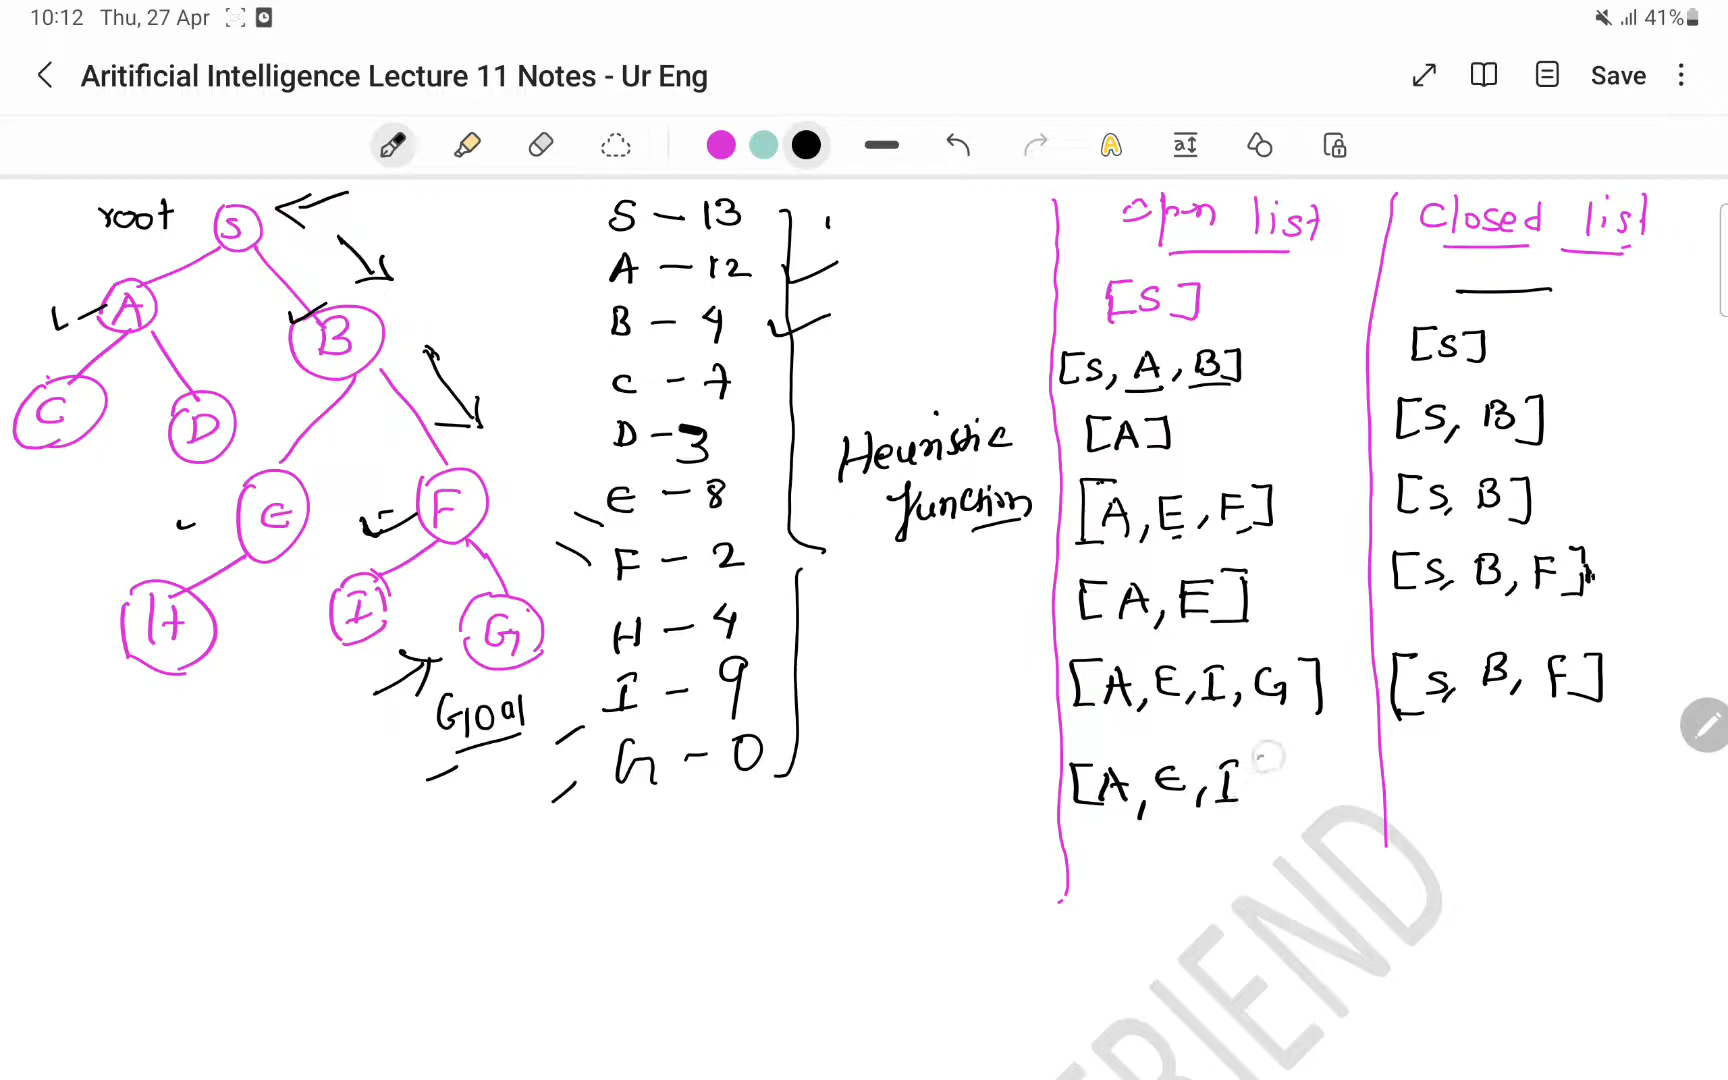 10:12 Thu, 27 Apr
41%
Aritificial Intelligence Lecture 11 Notes - Ur Eng
Save
root
S
A
B
C
D
E
F
H
I
G
Goal
S - 13
A - 12
B - 4
C - 7
D - 3
E - 8
F - 2
H - 4
I - 9
G - 0
Heuristic
function
open list
[S]
[S, A, B]
[A]
[A, E, F]
[A, E]
[A, E, I, G]
[A, E, I
closed list
[S]
[S, B]
[S, B]
[S, B, F]
[S, B, F]